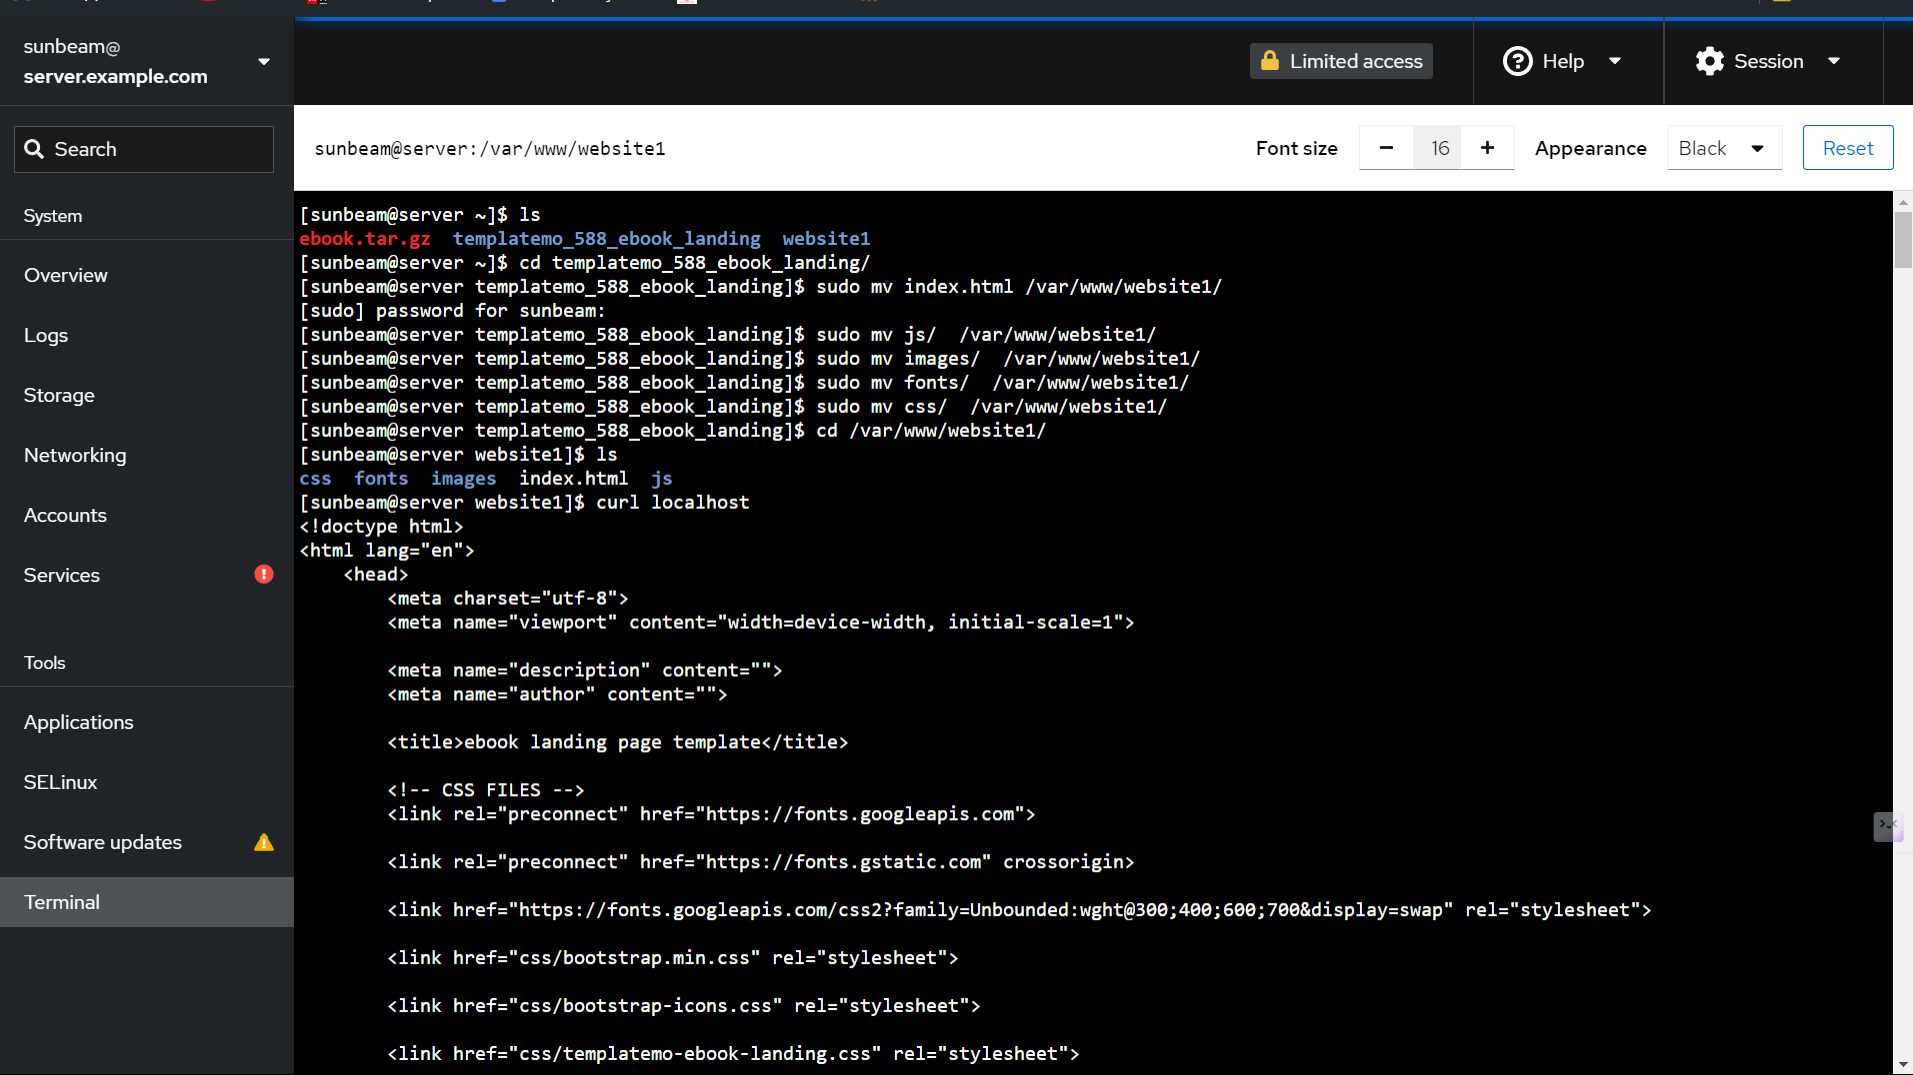 sunbeam@
server.example.com
Limited access
Help
Session
Search
System
Overview
Logs
Storage
Networking
Accounts
Services
Tools
Applications
SELinux
Software updates
Terminal
sunbeam@server:/var/www/website1
Font size
16
Appearance
Black
Reset
[sunbeam@server ~]$ ls
ebook.tar.gz  templatemo_588_ebook_landing  website1
[sunbeam@server ~]$ cd templatemo_588_ebook_landing/
[sunbeam@server templatemo_588_ebook_landing]$ sudo mv index.html /var/www/website1/
[sudo] password for sunbeam:
[sunbeam@server templatemo_588_ebook_landing]$ sudo mv js/  /var/www/website1/
[sunbeam@server templatemo_588_ebook_landing]$ sudo mv images/  /var/www/website1/
[sunbeam@server templatemo_588_ebook_landing]$ sudo mv fonts/  /var/www/website1/
[sunbeam@server templatemo_588_ebook_landing]$ sudo mv css/  /var/www/website1/
[sunbeam@server templatemo_588_ebook_landing]$ cd /var/www/website1/
[sunbeam@server website1]$ ls
css  fonts  images  index.html  js
[sunbeam@server website1]$ curl localhost
<!doctype html>
<html lang="en">
    <head>
        <meta charset="utf-8">
        <meta name="viewport" content="width=device-width, initial-scale=1">
        <meta name="description" content="">
        <meta name="author" content="">
        <title>ebook landing page template</title>
        <!-- CSS FILES -->
        <link rel="preconnect" href="https://fonts.googleapis.com">
        <link rel="preconnect" href="https://fonts.gstatic.com" crossorigin>
        <link href="https://fonts.googleapis.com/css2?family=Unbounded:wght@300;400;600;700&display=swap" rel="stylesheet">
        <link href="css/bootstrap.min.css" rel="stylesheet">
        <link href="css/bootstrap-icons.css" rel="stylesheet">
        <link href="css/templatemo-ebook-landing.css" rel="stylesheet">